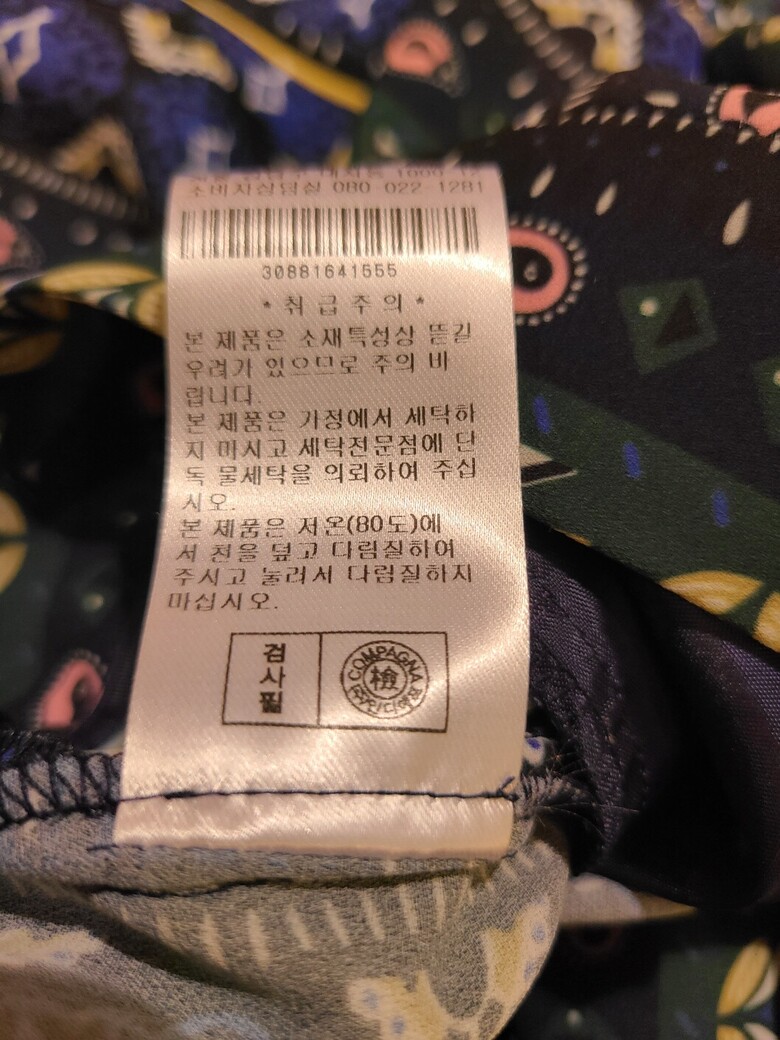 소비자상담실 080-022-1281
30881641555
*취급주의*
본 제품은 소재특성상 뜯길
우려가 있으므로 주의 바
랍니다.
본 제품은 가정에서 세탁하
지 마시고 세탁전문점에 단
독 물세탁을 의뢰하여 주십
시오.
본 제품은 저온(80도)에
서 천을 덮고 다림질하여
주시고 눌러서 다림질하지
마십시오.
검사필
COMPAGNA
檢